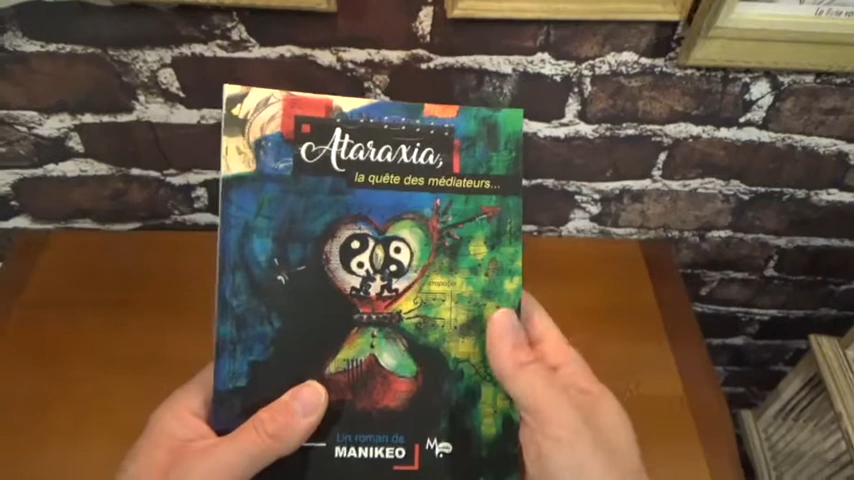 Ataraxia,
la quête des médiateurs...
Un roman de
MANIKEO